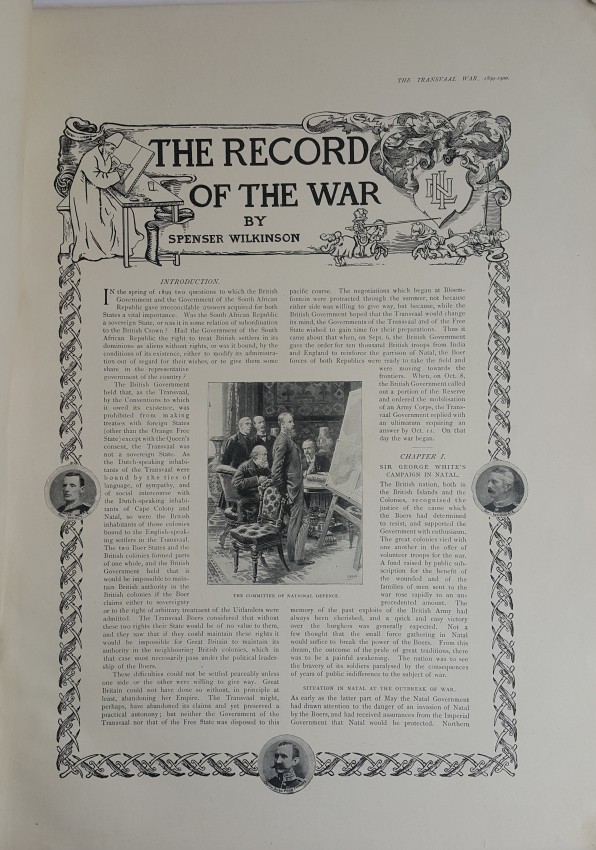 THE TRANSVAAL WAR, 1899-1900.
THE RECORD
OF THE WAR
BY
SPENSER WILKINSON
INTRODUCTION.
IN the spring of 1899 two questions to which the British
Government and the Government of the South African
Republic gave irreconcilable answers acquired for both
States a vital importance. Was the South African Republic
a sovereign State, or was it in some relation of subordination
to the British Crown? Had the Government of the South
African Republic the right to treat British settlers in its
dominions as aliens without rights, or was it bound, by the
conditions of its existence, either to modify its administra-
tion out of regard for their wishes, or to give them some
share in the representative
government of the country?
The British Government
held that, as the Transvaal,
by the Conventions to which
it owed its existence, was
prohibited from making
treaties with foreign States
(other than the Orange Free
State) except with the Queen's
consent, the Transvaal was
not a sovereign State. As
the Dutch-speaking inhabi-
tants of the Transvaal were
bound by the ties of
language, of sympathy, and
of social intercourse with
the Dutch-speaking inhabi-
tants of Cape Colony and
Natal, so were the British
inhabitants of those colonies
bound to the English-speak-
ing settlers in the Transvaal.
The two Boer States and the
British colonies formed parts
of one whole, and the British
Government held that it
would be impossible to main-
tain British authority in the
British colonies if the Boer
claims either to sovereignty
or to the right of arbitrary treatment of the Uitlanders were
admitted. The Transvaal Boers considered that without
these two rights their State would be of no value to them,
and they saw that if they could maintain these rights it
would be impossible for Great Britain to maintain its
authority in the neighbouring British colonies, which in
that case must necessarily pass under the political leader-
ship of the Boers.
These difficulties could not be settled peaceably unless
one side or the other were willing to give way. Great
Britain could not have done so without, in principle at
least, abandoning her Empire. The Transvaal might,
perhaps, have abandoned its claims and yet preserved a
practical autonomy; but neither the Government of the
Transvaal nor that of the Free State was disposed to this
pacific course. The negotiations which began at Bloem-
fontein were protracted through the summer, not because
either side was willing to give way, but because, while the
British Government hoped that the Transvaal would change
its mind, the Governments of the Transvaal and of the Free
State wished to gain time for their preparations. Thus it
came about that when, on Sept. 6, the British Government
gave the order for ten thousand British troops from India
and England to reinforce the garrison of Natal, the Boer
forces of both Republics were ready to take the field and
were moving towards the
frontiers. When, on Oct. 8,
the British Government called
out a portion of the Reserve
and ordered the mobilisation
of an Army Corps, the Trans-
vaal Government replied with
an ultimatum requiring an
answer by Oct. 11. On that
day the war began.
THE COMMITTEE OF NATIONAL DEFENCE.
CHAPTER I.
SIR GEORGE WHITE'S
CAMPAIGN IN NATAL.
The British nation, both in
the British Islands and the
Colonies, recognised the
justice of the cause which
the Boers had determined
to resist, and supported the
Government with enthusiasm.
The great colonies vied with
one another in the offer of
volunteer troops for the war.
A fund raised by public sub-
scription for the benefit of
the wounded and of the
families of men sent to the
war rose rapidly to an un-
precedented amount. The
memory of the past exploits of the British Army had
always been cherished, and a quick and easy victory
over the burghers was generally expected. Not a
few thought that the small force gathering in Natal
would suffice to break the power of the Boers. From this
dream, the outcome of the pride of great traditions, there
was to be a painful awakening. The nation was to see
the bravery of its soldiers paralysed by the consequences
of years of public indifference to the subject of war.
SITUATION IN NATAL AT THE OUTBREAK OF WAR.
As early as the latter part of May the Natal Government
had drawn attention to the danger of an invasion of Natal
by the Boers, and had received assurances from the Imperial
Government that Natal would be protected. Northern